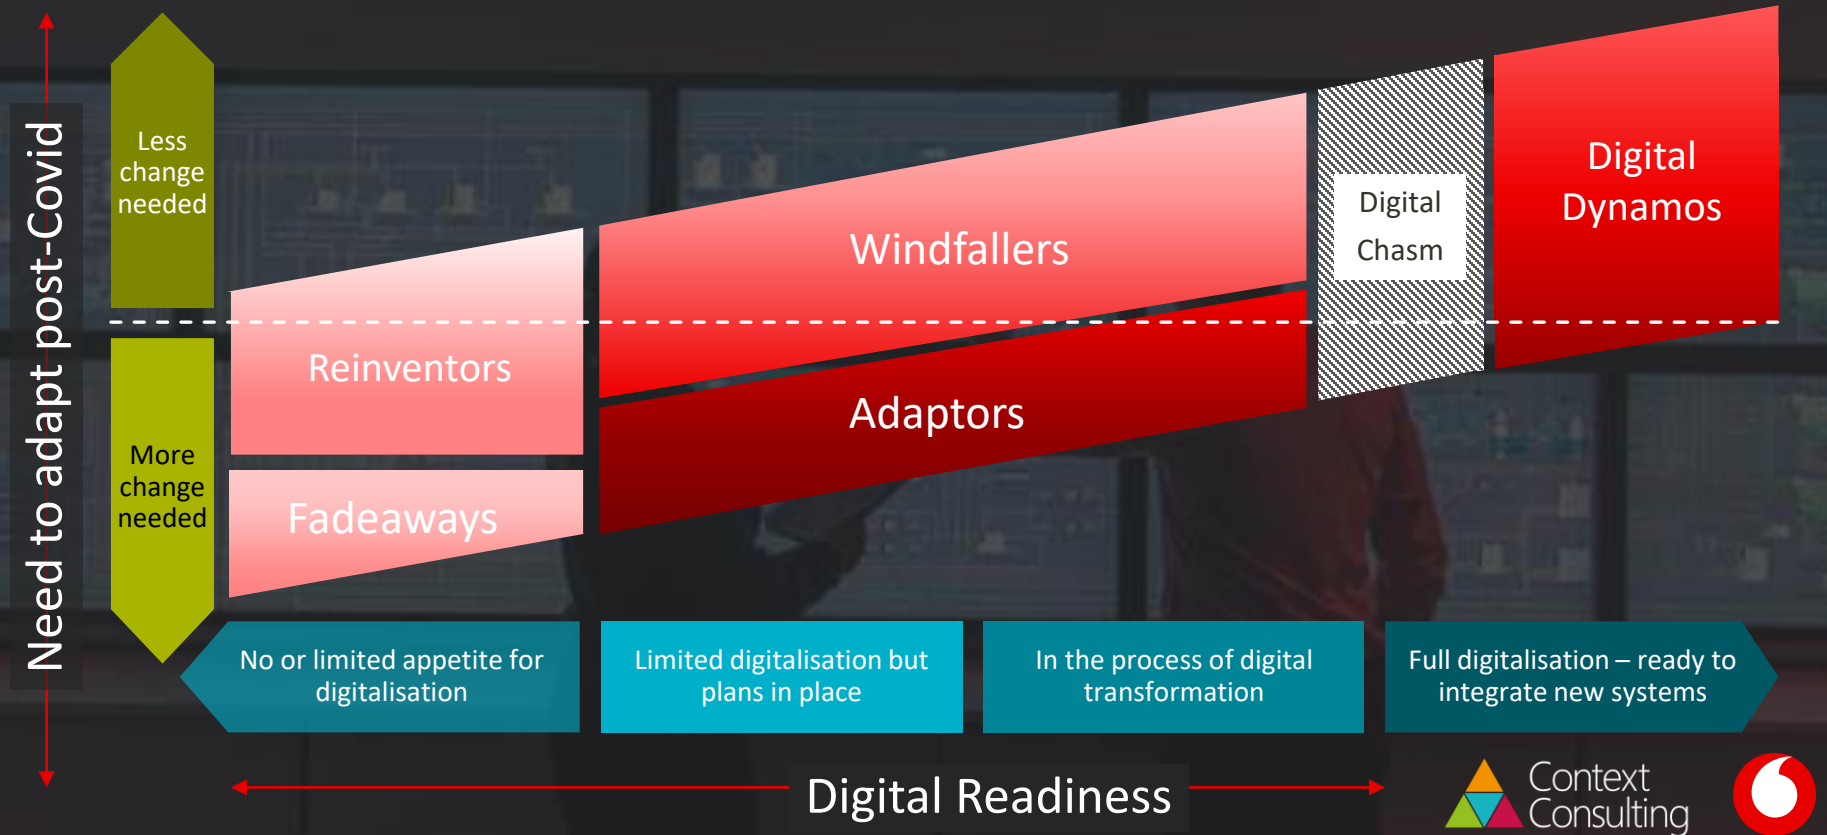 Need to adapt post-Covid
Less
change
needed
More
change
needed
Reinventors
Fadeaways
Windfallers
Adaptors
Digital
Chasm
Digital
Dynamos
No or limited appetite for
digitalisation
Limited digitalisation but
plans in place
In the process of digital
transformation
Full digitalisation – ready to
integrate new systems
Digital Readiness
Context
Consulting